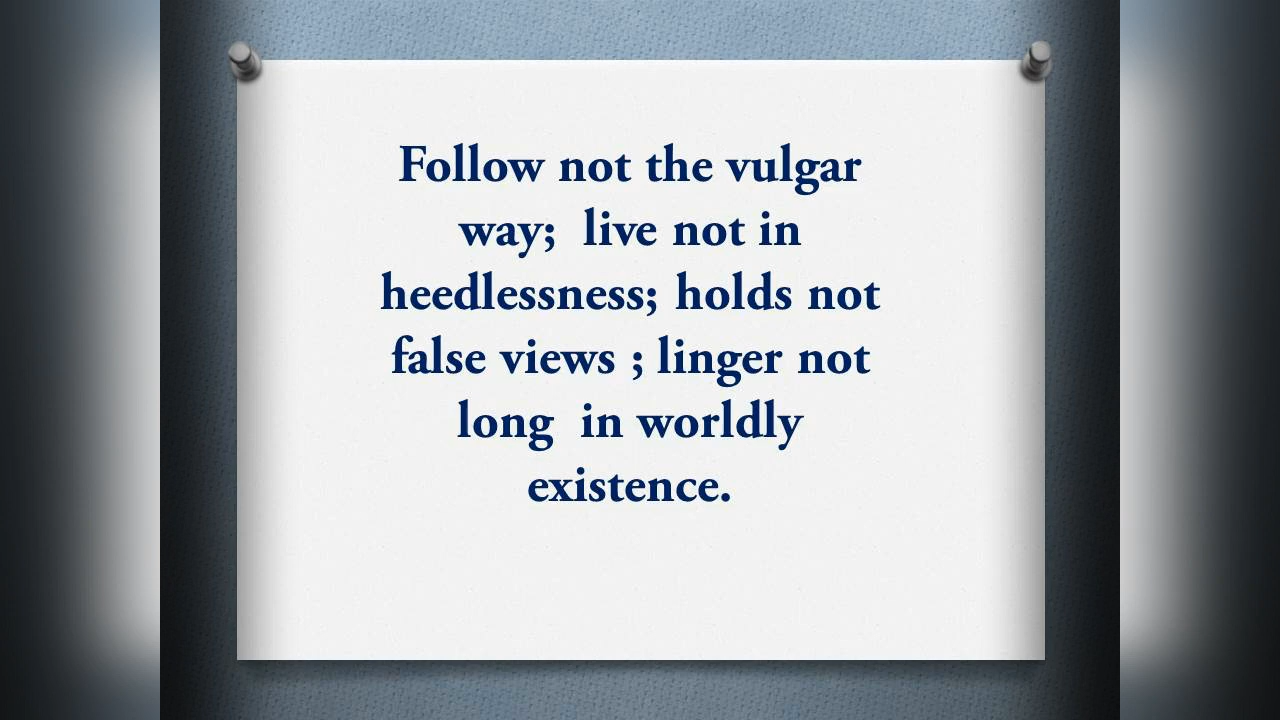 Follow not the vulgar
way;  live not in
heedlessness; holds not
false views ; linger not
long  in worldly
existence.